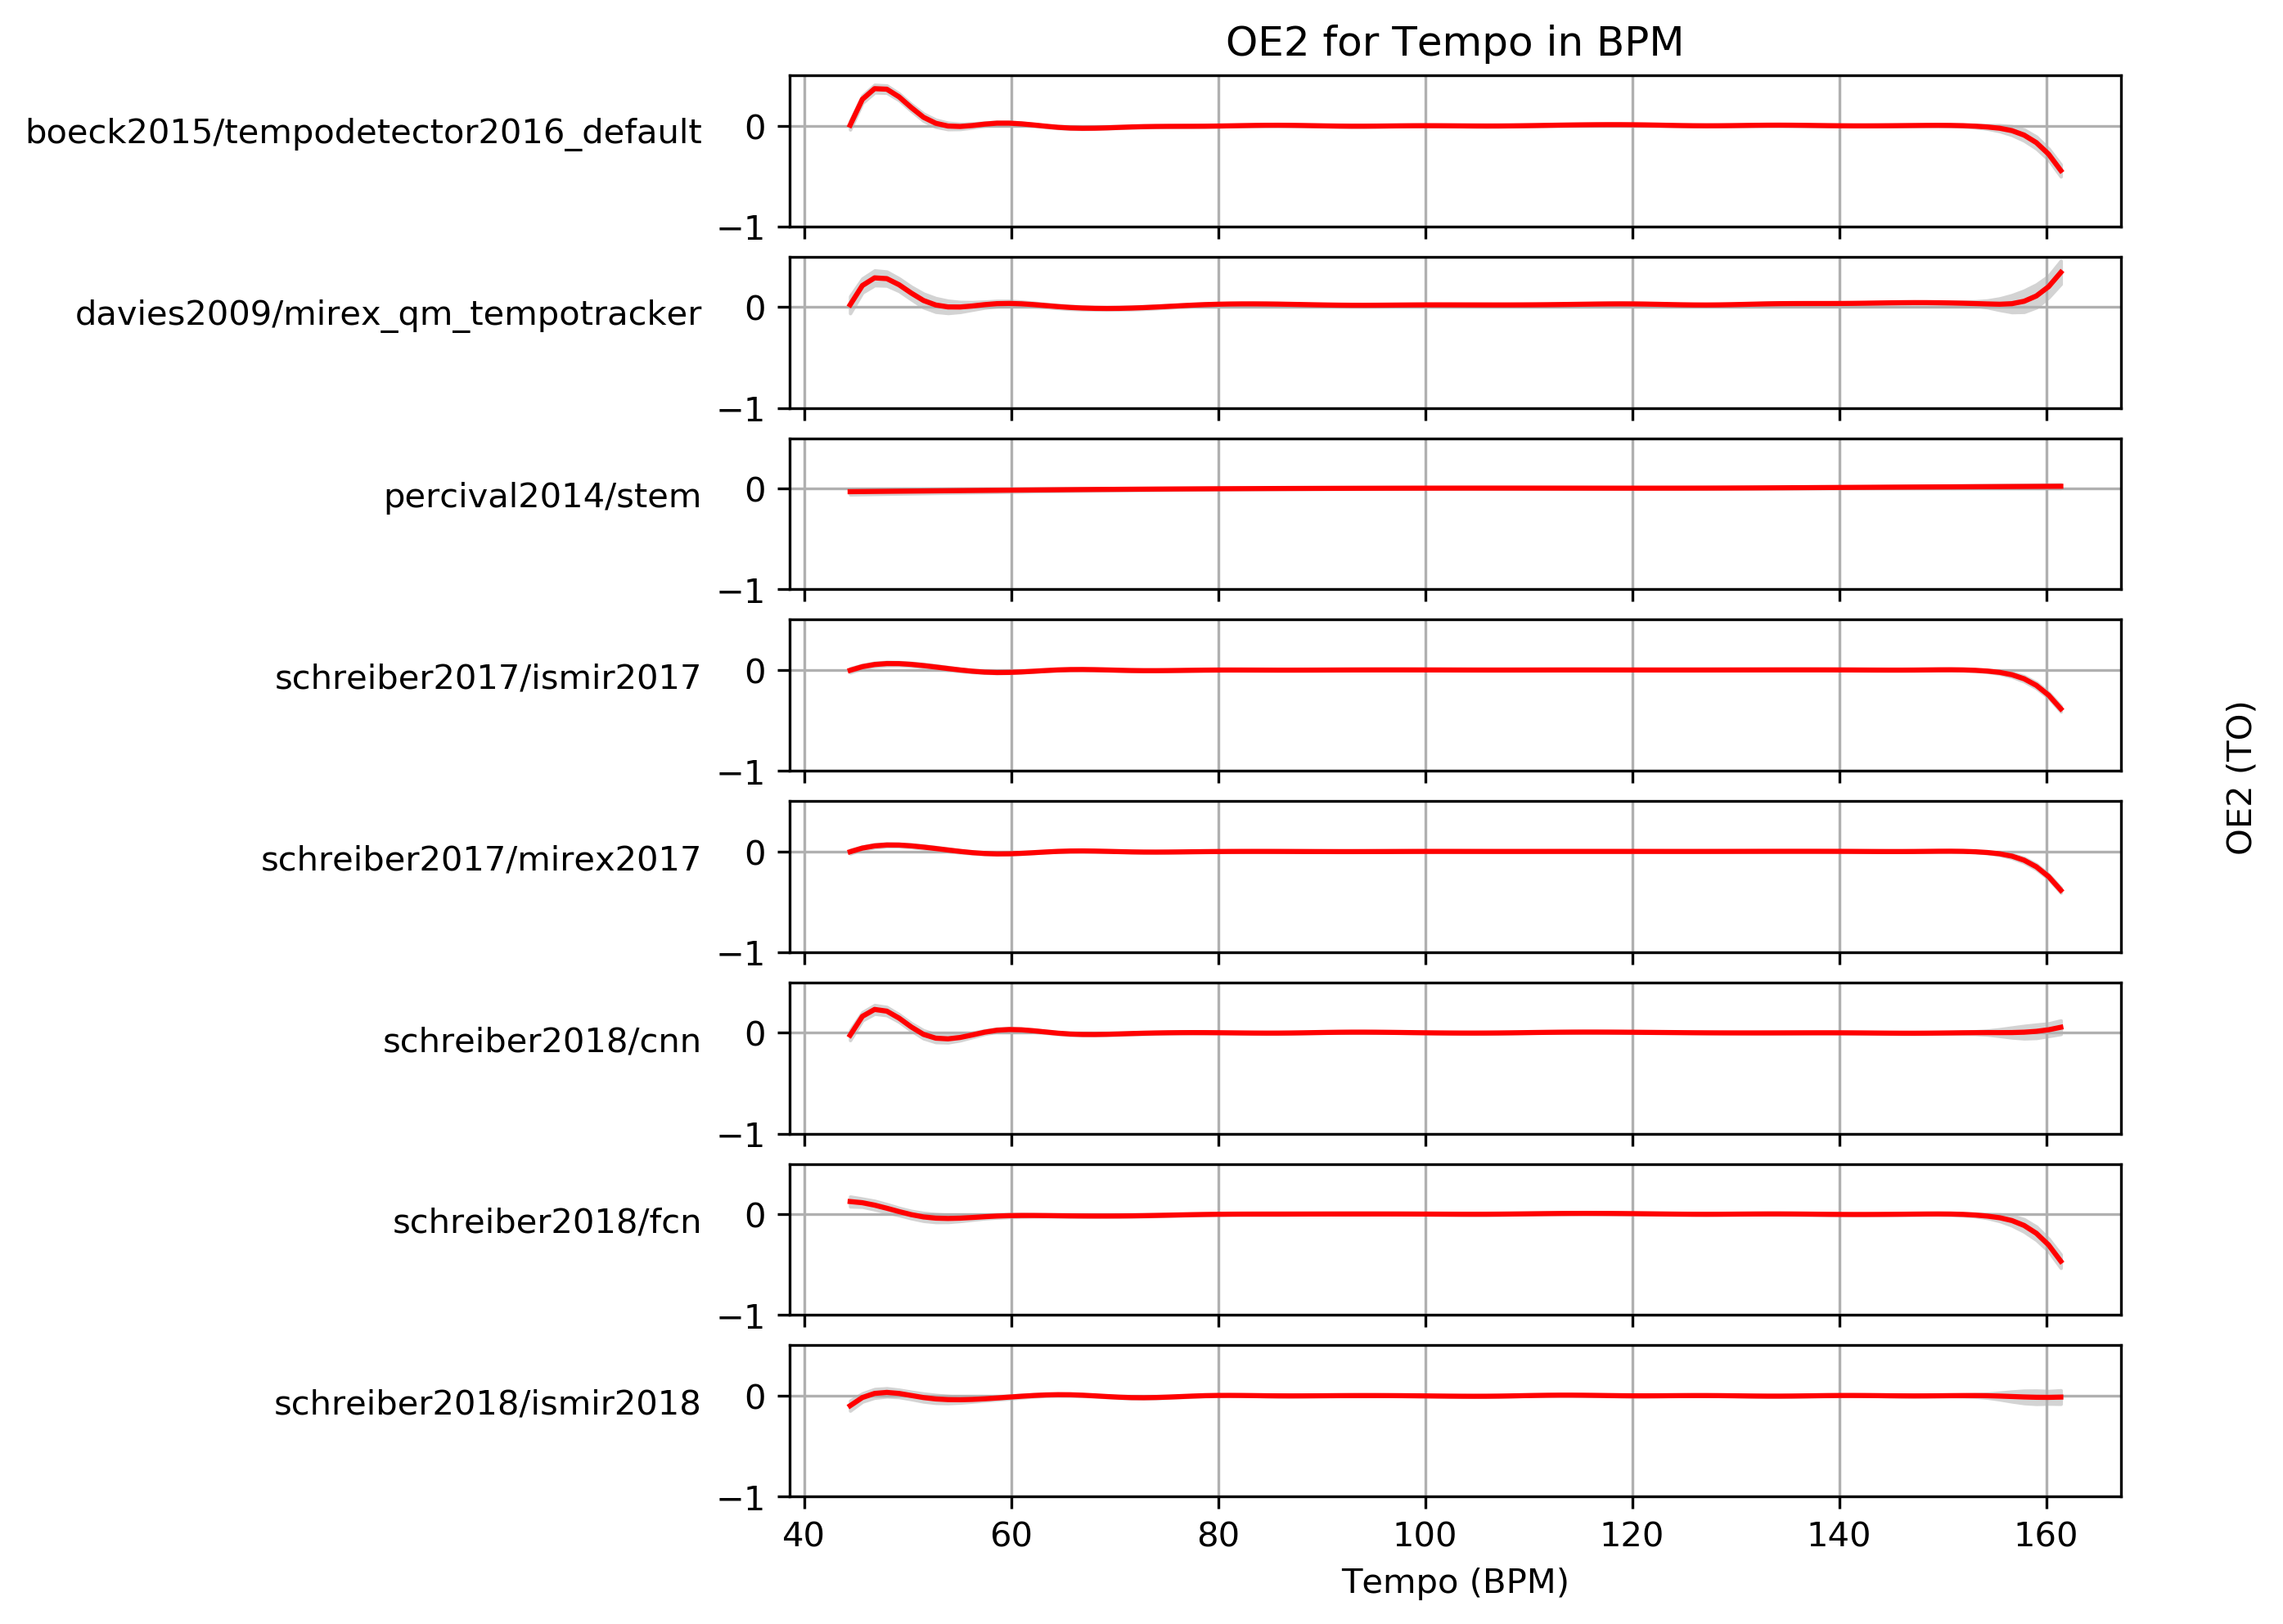 OE2 for Tempo in BPM
boeck2015/tempodetector2016_default
0
−1
davies2009/mirex_qm_tempotracker
0
−1
percival2014/stem
0
−1
schreiber2017/ismir2017
0
−1
OE2 (TO)
schreiber2017/mirex2017
0
−1
schreiber2018/cnn
0
−1
schreiber2018/fcn
0
−1
schreiber2018/ismir2018
0
−1
40 60 80 100 120 140 160
Tempo (BPM)